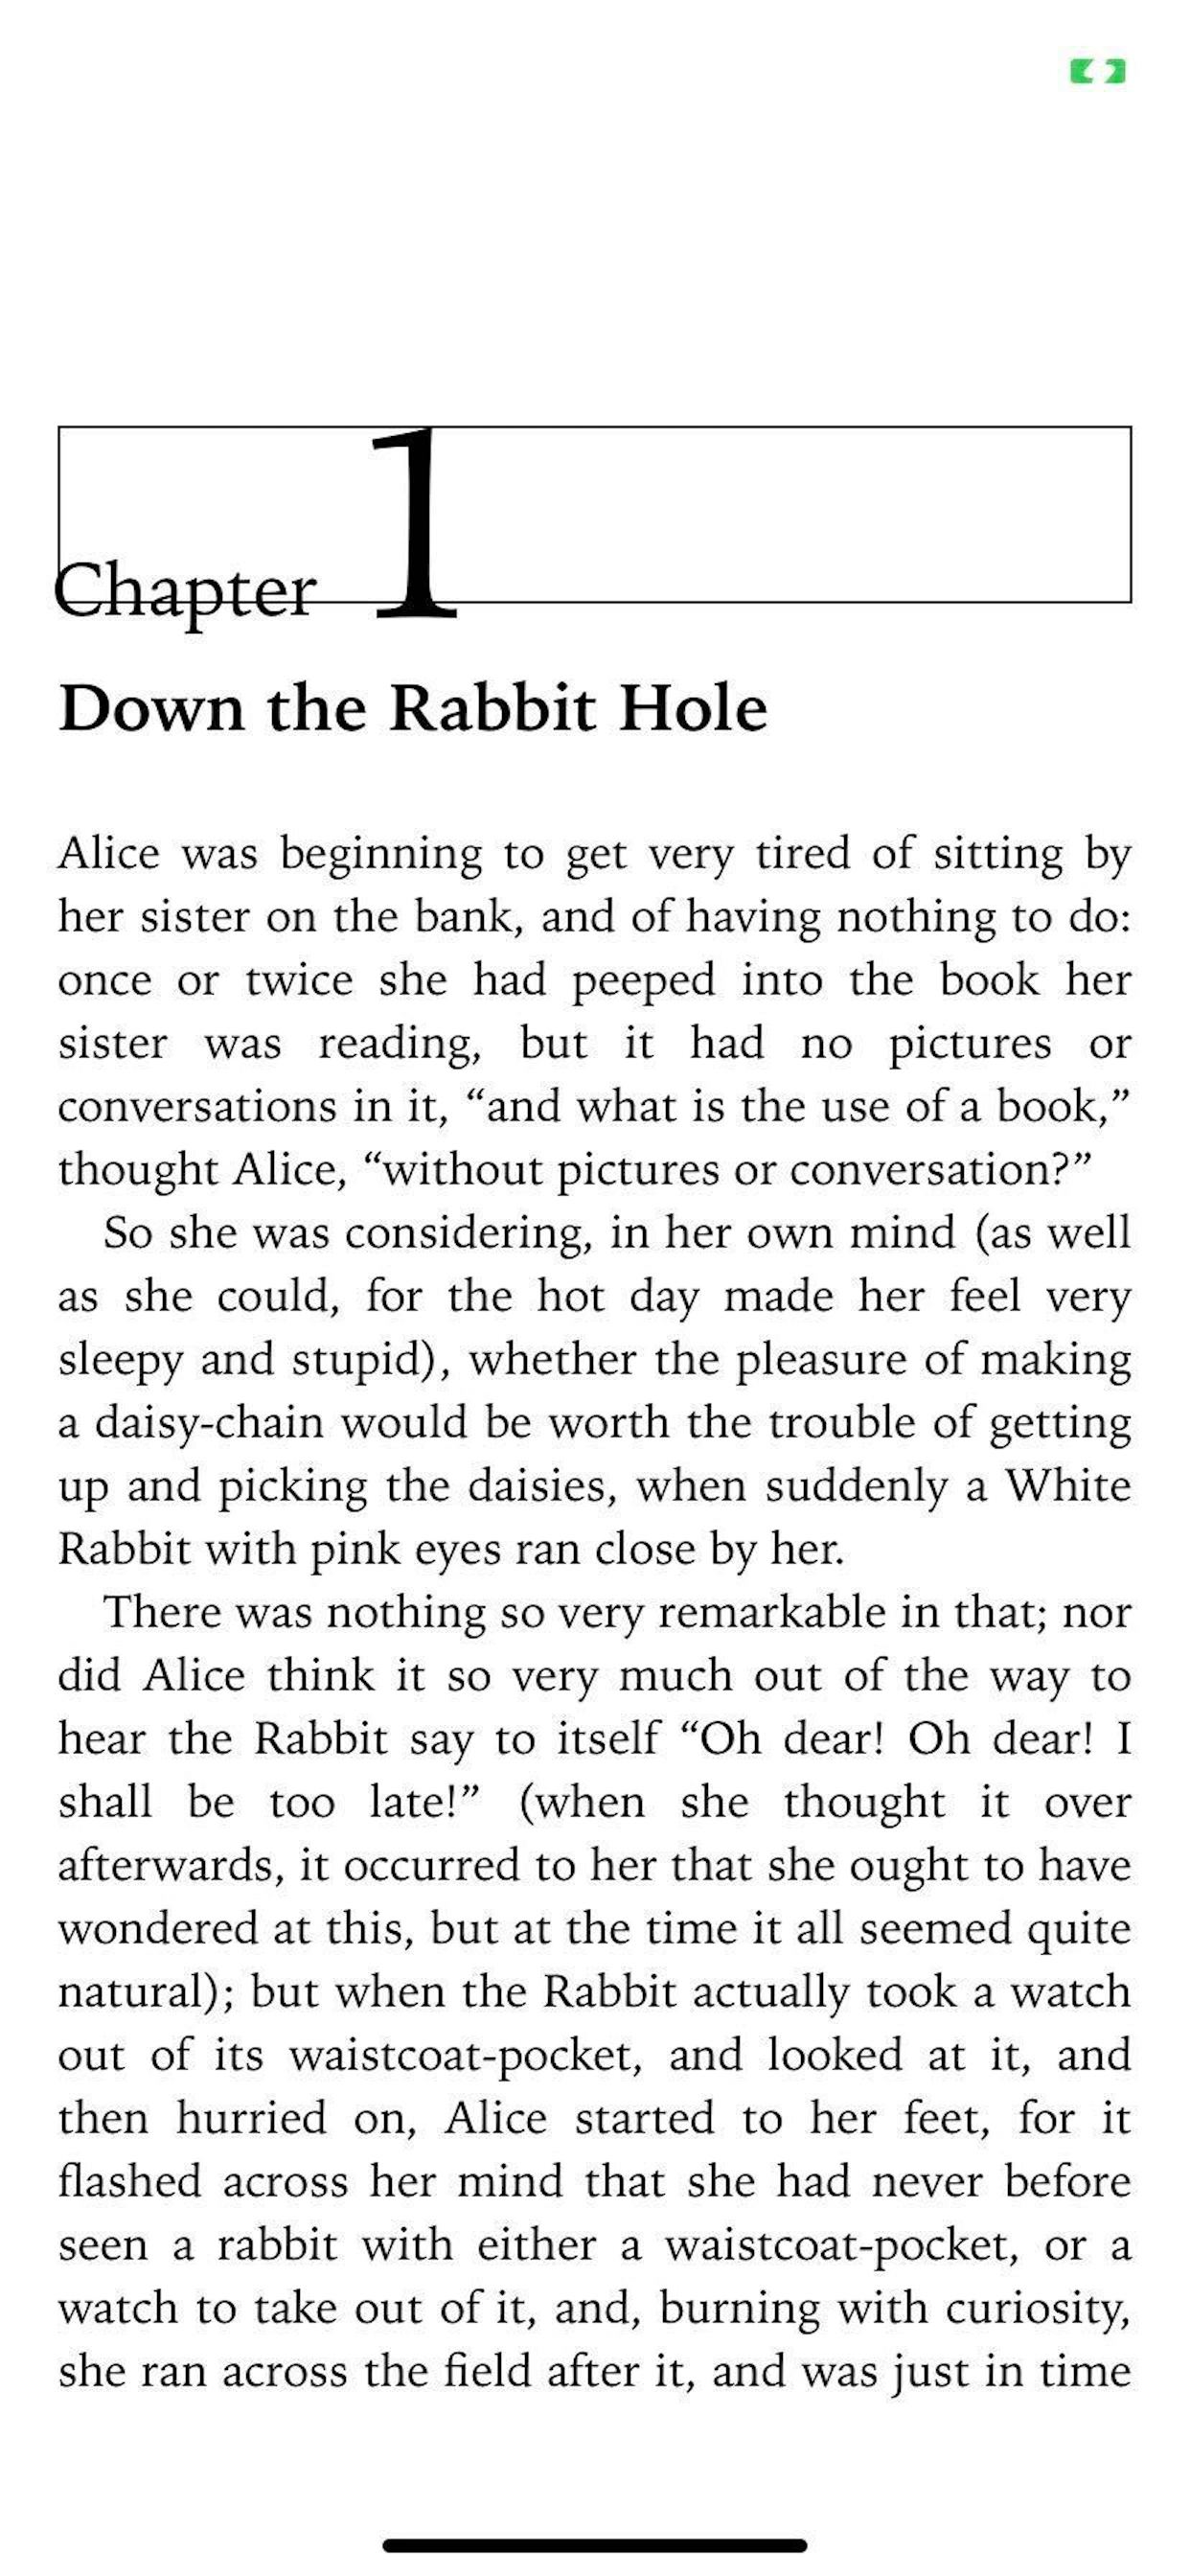 Chapter 1
Down the Rabbit Hole
Alice was beginning to get very tired of sitting by
her sister on the bank, and of having nothing to do:
once or twice she had peeped into the book her
sister was reading, but it had no pictures or
conversations in it, “and what is the use of a book,”
thought Alice, “without pictures or conversation?”
So she was considering, in her own mind (as well
as she could, for the hot day made her feel very
sleepy and stupid), whether the pleasure of making
a daisy-chain would be worth the trouble of getting
up and picking the daisies, when suddenly a White
Rabbit with pink eyes ran close by her.
There was nothing so very remarkable in that; nor
did Alice think it so very much out of the way to
hear the Rabbit say to itself “Oh dear! Oh dear! I
shall be too late!” (when she thought it over
afterwards, it occurred to her that she ought to have
wondered at this, but at the time it all seemed quite
natural); but when the Rabbit actually took a watch
out of its waistcoat-pocket, and looked at it, and
then hurried on, Alice started to her feet, for it
flashed across her mind that she had never before
seen a rabbit with either a waistcoat-pocket, or a
watch to take out of it, and, burning with curiosity,
she ran across the field after it, and was just in time